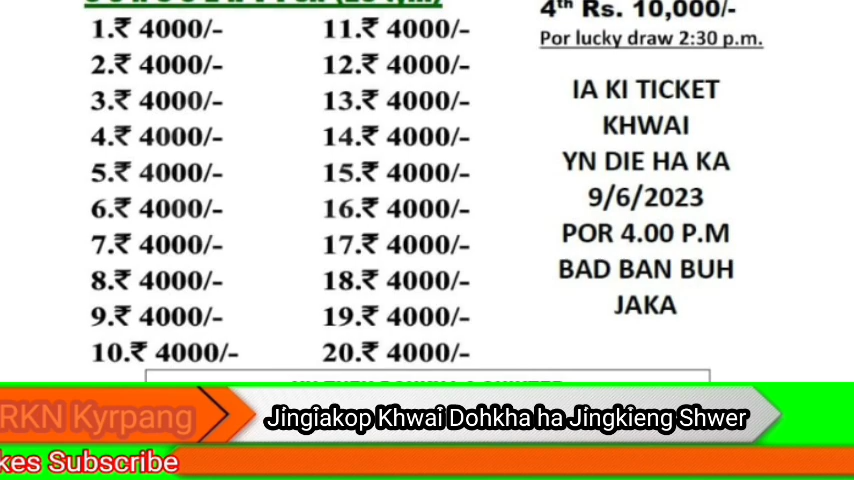 1.₹ 4000/-
2.₹ 4000/-
3.₹ 4000/-
4.₹ 4000/-
5.₹ 4000/-
6.₹ 4000/-
7.₹ 4000/-
8.₹ 4000/-
9.₹ 4000/-
10.₹ 4000/-
11.₹ 4000/-
12.₹ 4000/-
13.₹ 4000/-
14.₹ 4000/-
15.₹ 4000/-
16.₹ 4000/-
17.₹ 4000/-
18.₹ 4000/-
19.₹ 4000/-
20.₹ 4000/-
4th Rs. 10,000/-
Por lucky draw 2:30 p.m.
IA KI TICKET
KHWAI
YN DIE HA KA
9/6/2023
POR 4.00 P.M
BAD BAN BUH
JAKA
RKN Kyrpang
Jingiakop Khwai Dohkha ha Jingkieng Shwer
kes Subscribe